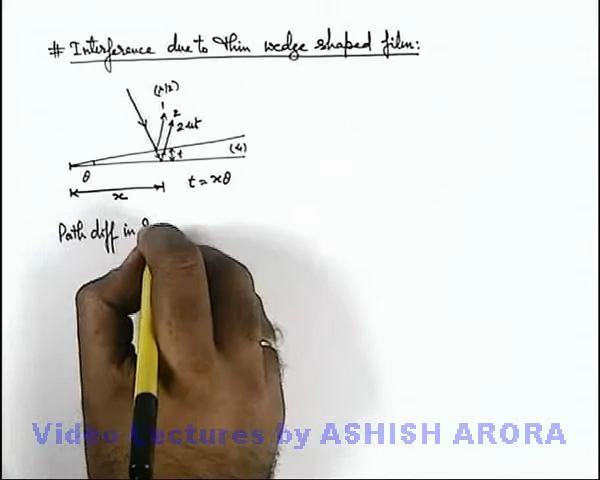 # Interference due to thin wedge shaped film:
(λ/2)
1
2
2μt
t
(μ)
θ
x
t = xθ
Path diff in
Video Lectures by ASHISH ARORA